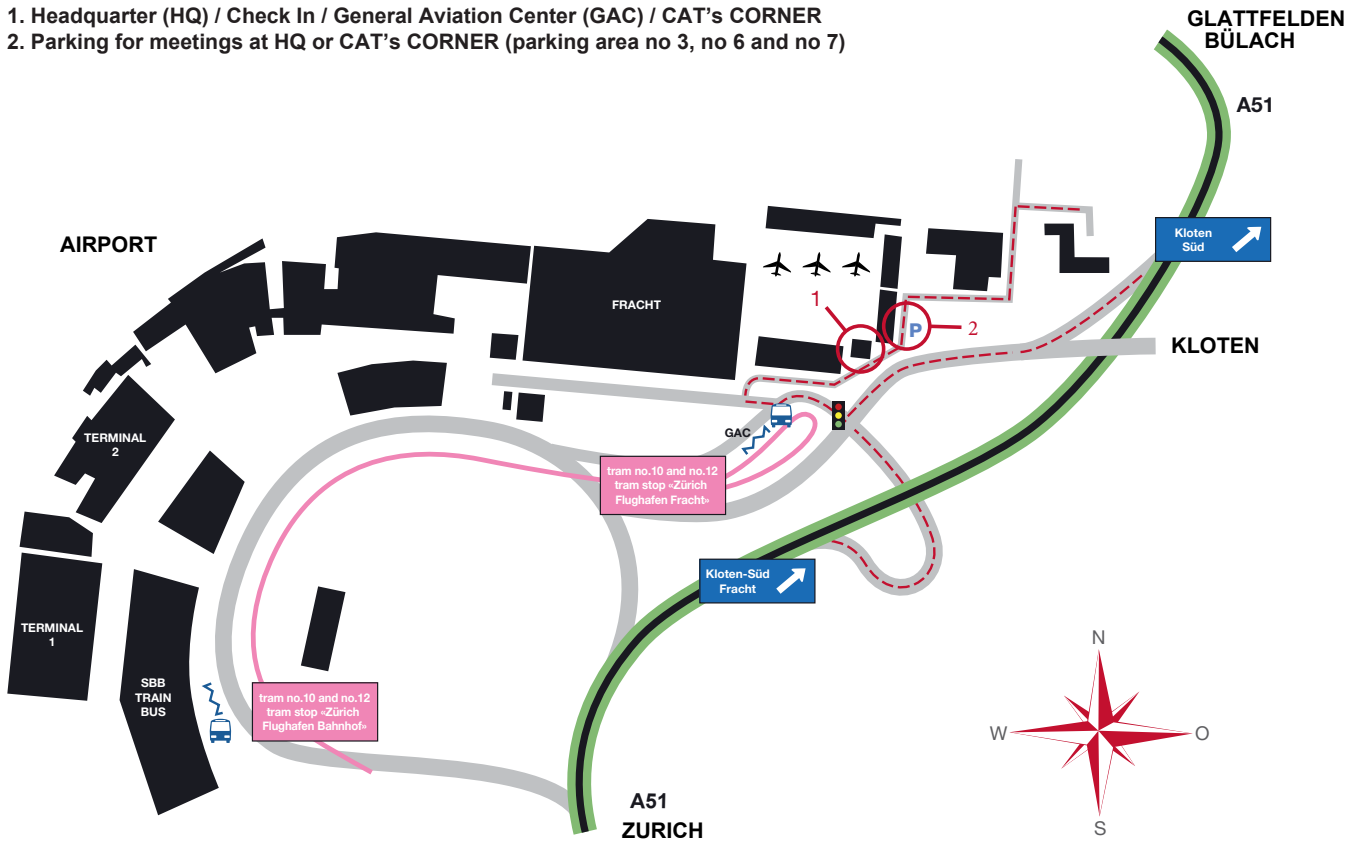 1. Headquarter (HQ) / Check In / General Aviation Center (GAC) / CAT's CORNER
2. Parking for meetings at HQ or CAT's CORNER (parking area no 3, no 6 and no 7)
GLATTFELDEN
BÜLACH
A51
AIRPORT
Kloten
Süd
FRACHT
1
P
2
KLOTEN
GAC
TERMINAL
2
tram no.10 and no.12
tram stop «Zürich
Flughafen Fracht»
Kloten-Süd
Fracht
TERMINAL
1
SBB
TRAIN
BUS
tram no.10 and no.12
tram stop «Zürich
Flughafen Bahnhof»
N
W
O
S
A51
ZURICH